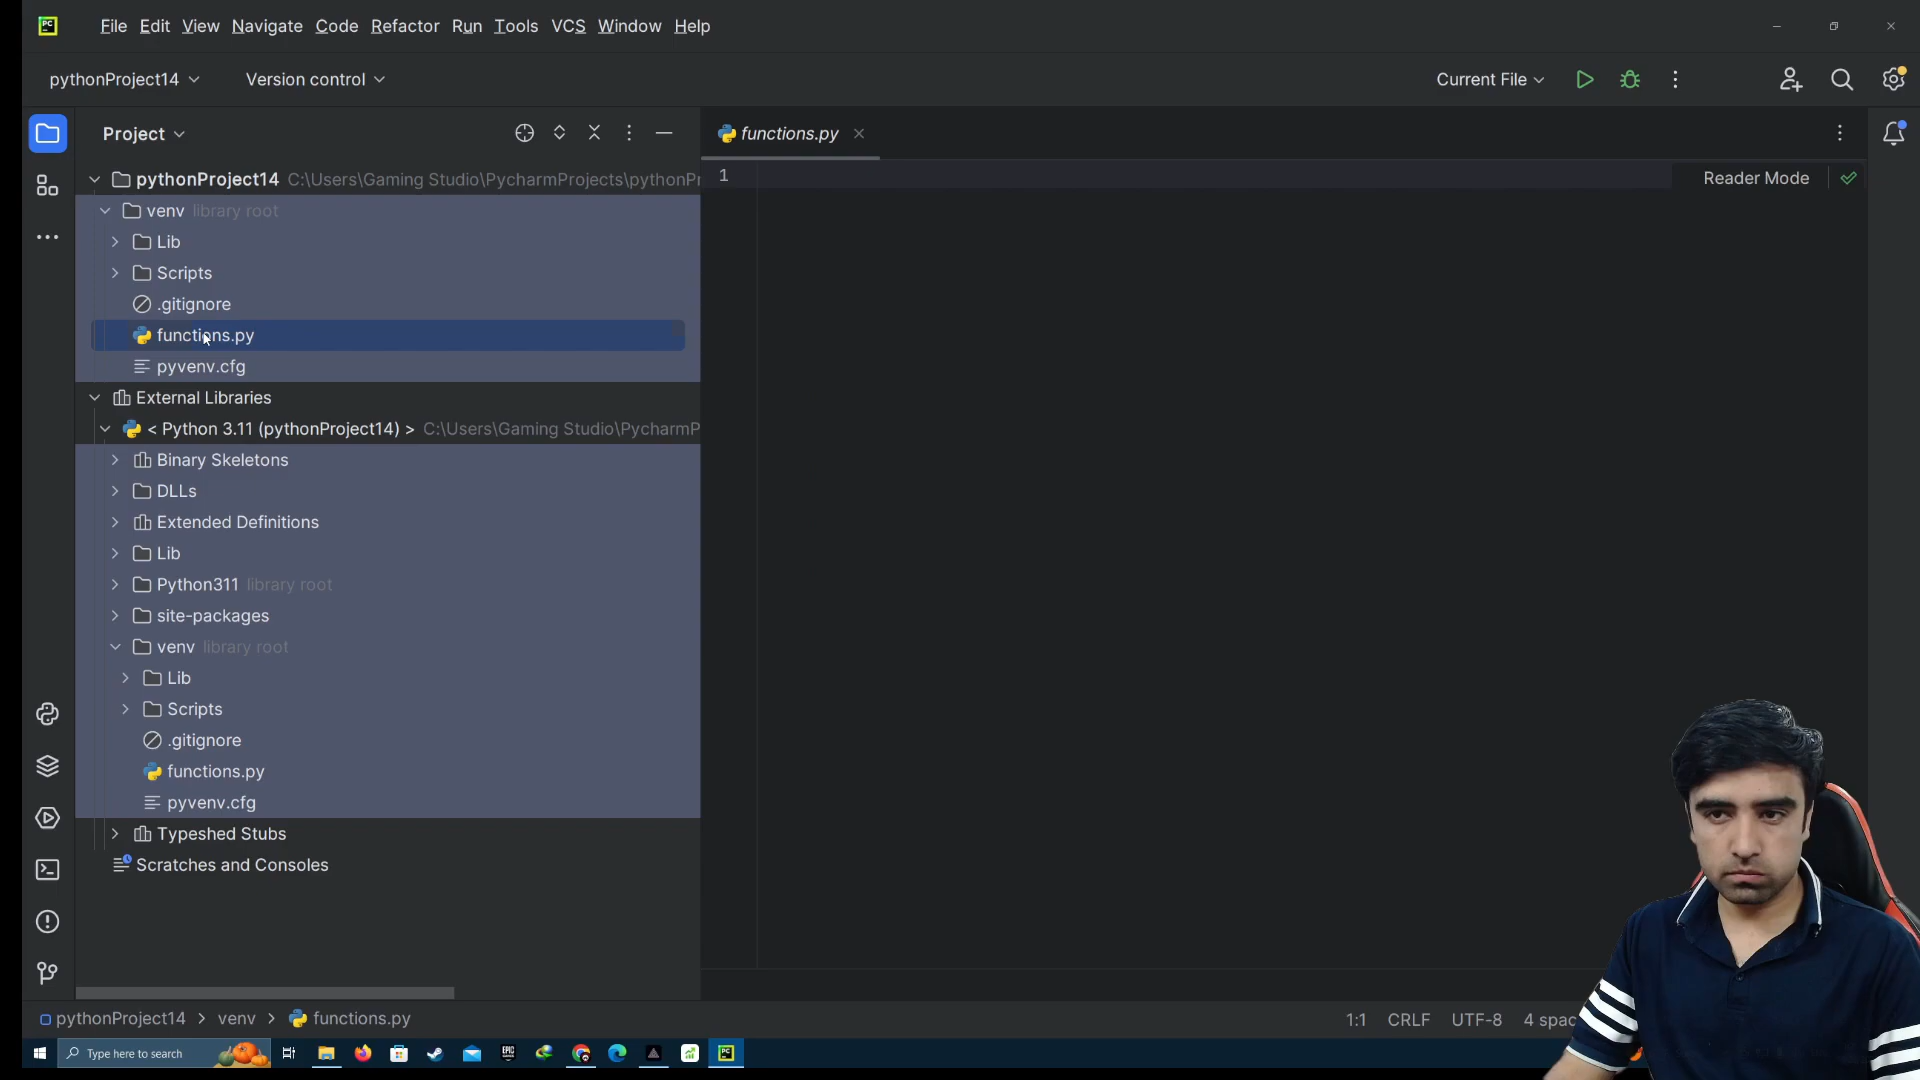 PC File Edit View Navigate Code Refactor Run Tools VCS Window Help
pythonProject14 Version control Current File
Project functions.py
pythonProject14 C:\Users\Gaming Studio\PycharmProjects\pythonPr 1 Reader Mode
venv library root
Lib
Scripts
.gitignore
functions.py
pyvenv.cfg
External Libraries
< Python 3.11 (pythonProject14) > C:\Users\Gaming Studio\PycharmP
Binary Skeletons
DLLs
Extended Definitions
Lib
Python311 library root
site-packages
venv library root
Lib
Scripts
.gitignore
functions.py
pyvenv.cfg
Typeshed Stubs
Scratches and Consoles
pythonProject14 > venv > functions.py 1:1 CRLF UTF-8 4 spac
Type here to search EPIC PC